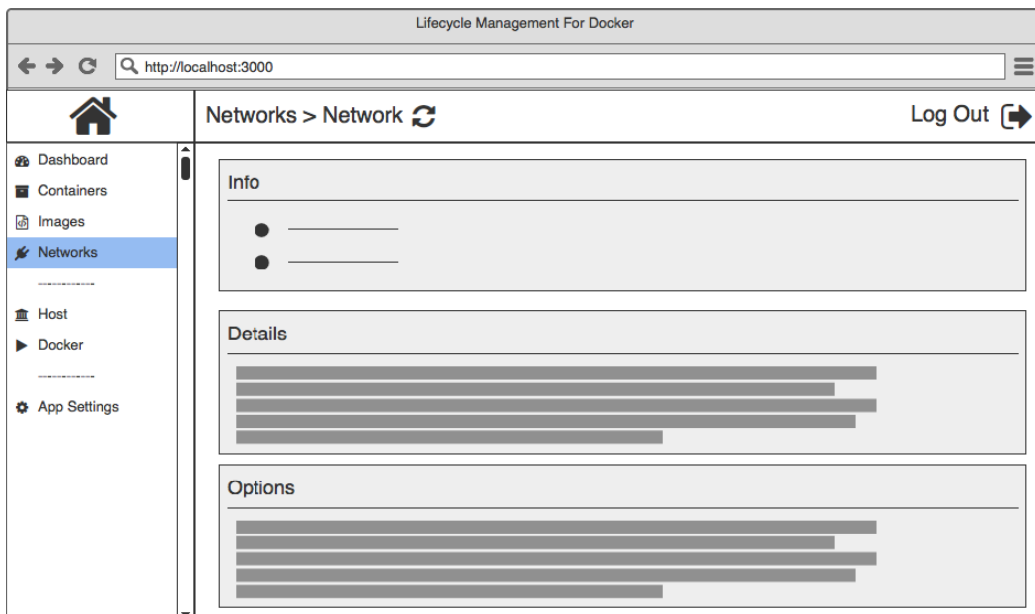 Lifecycle Management For Docker
http://localhost:3000
Networks > Network
Log Out
Dashboard
Containers
Images
Networks
------------
Host
Docker
------------
App Settings
Info
Details
Options